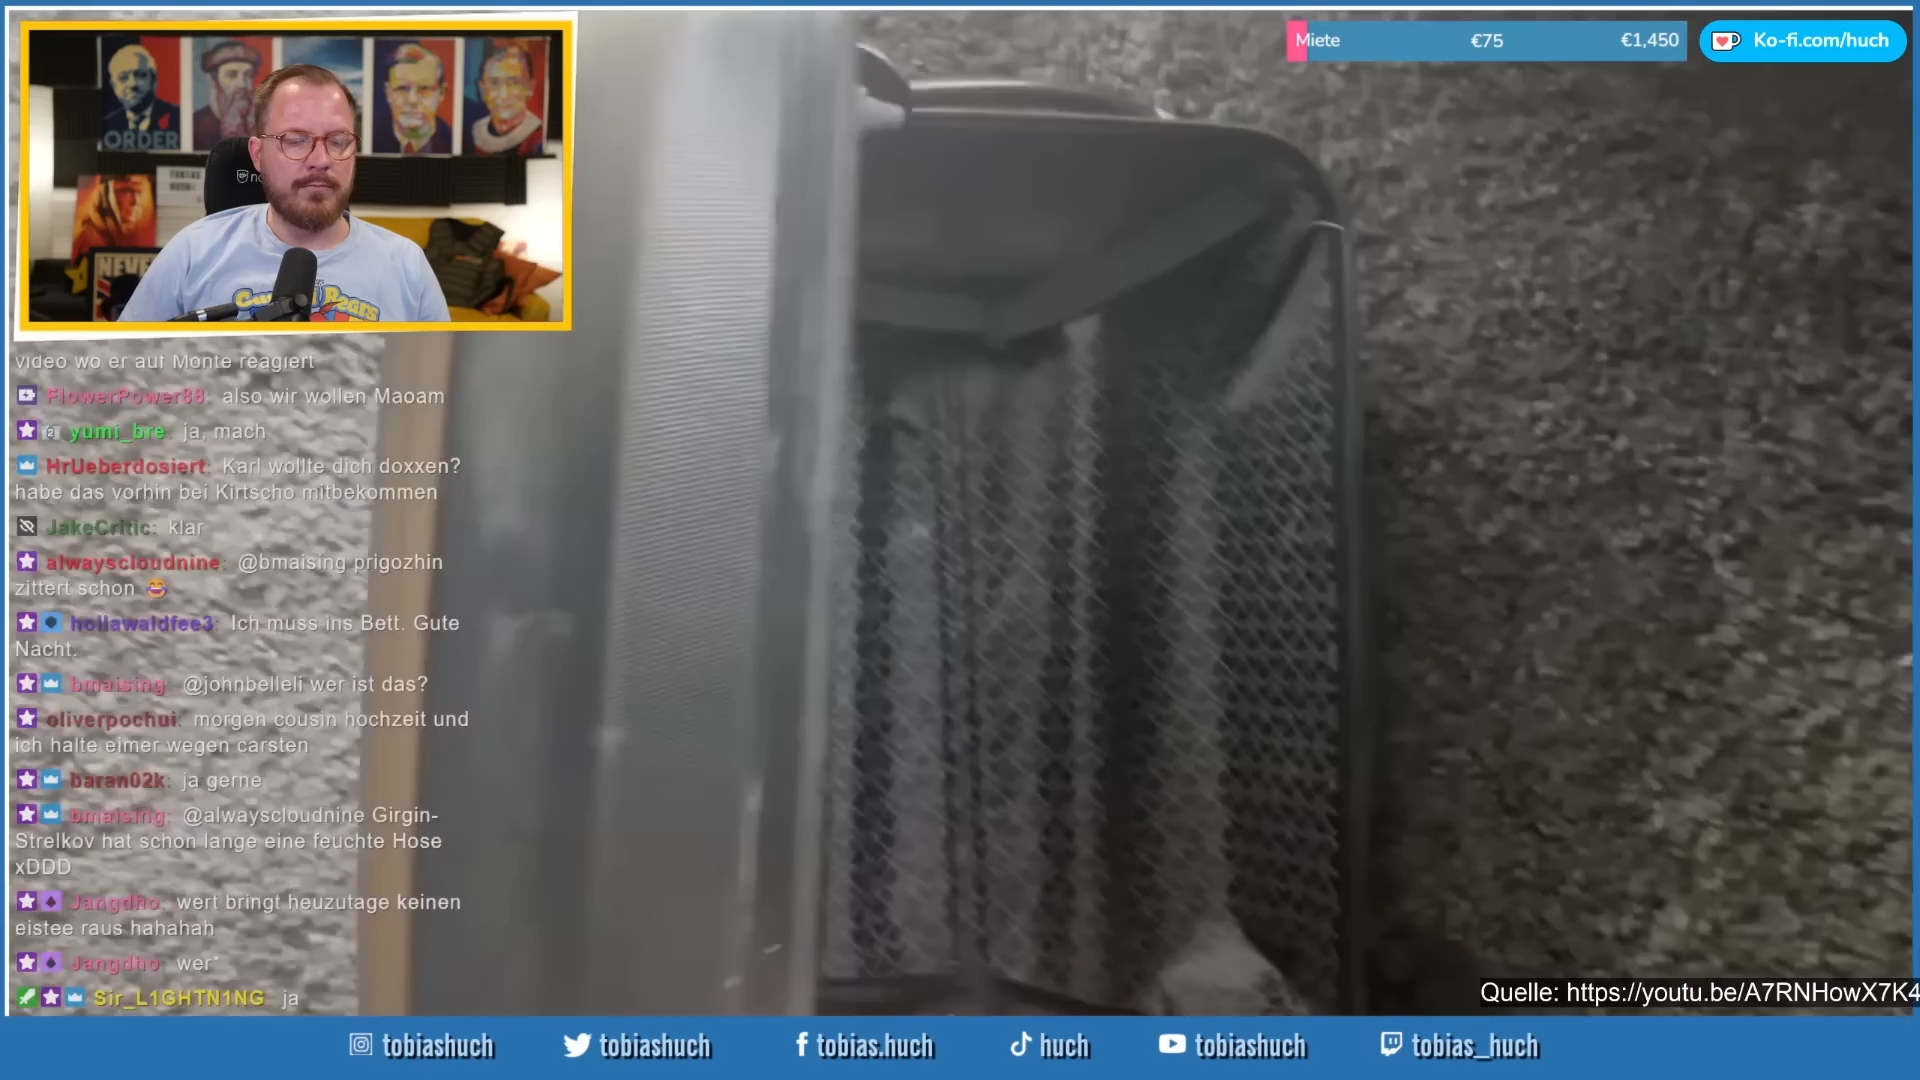 ORDER
NEVE
Miete €75 €1,450
Ko-fi.com/huch
video wo er auf Monte reagiert
FlowerPower88: also wir wollen Maoam
yumi_bre: ja, mach
HrUeberdosiert: Karl wollte dich doxxen?
habe das vorhin bei Kirtscho mitbekommen
JakeCritic: klar
alwayscloudnine: @bmaising prigozhin
zittert schon 😂
hollawaldfee3: Ich muss ins Bett. Gute
Nacht.
bmaising: @johnbelleli wer ist das?
oliverpochui: morgen cousin hochzeit und
ich halte eimer wegen carsten
baran02k: ja gerne
bmaising: @alwayscloudnine Girgin-
Strelkov hat schon lange eine feuchte Hose
xDDD
Jangdho: wert bringt heuzutage keinen
eistee raus hahahah
Jangdho: wer*
Sir_L1GHTN1NG: ja
Quelle: https://youtu.be/A7RNHowX7K4
tobiashuch tobiashuch tobias.huch huch tobiashuch tobias_huch